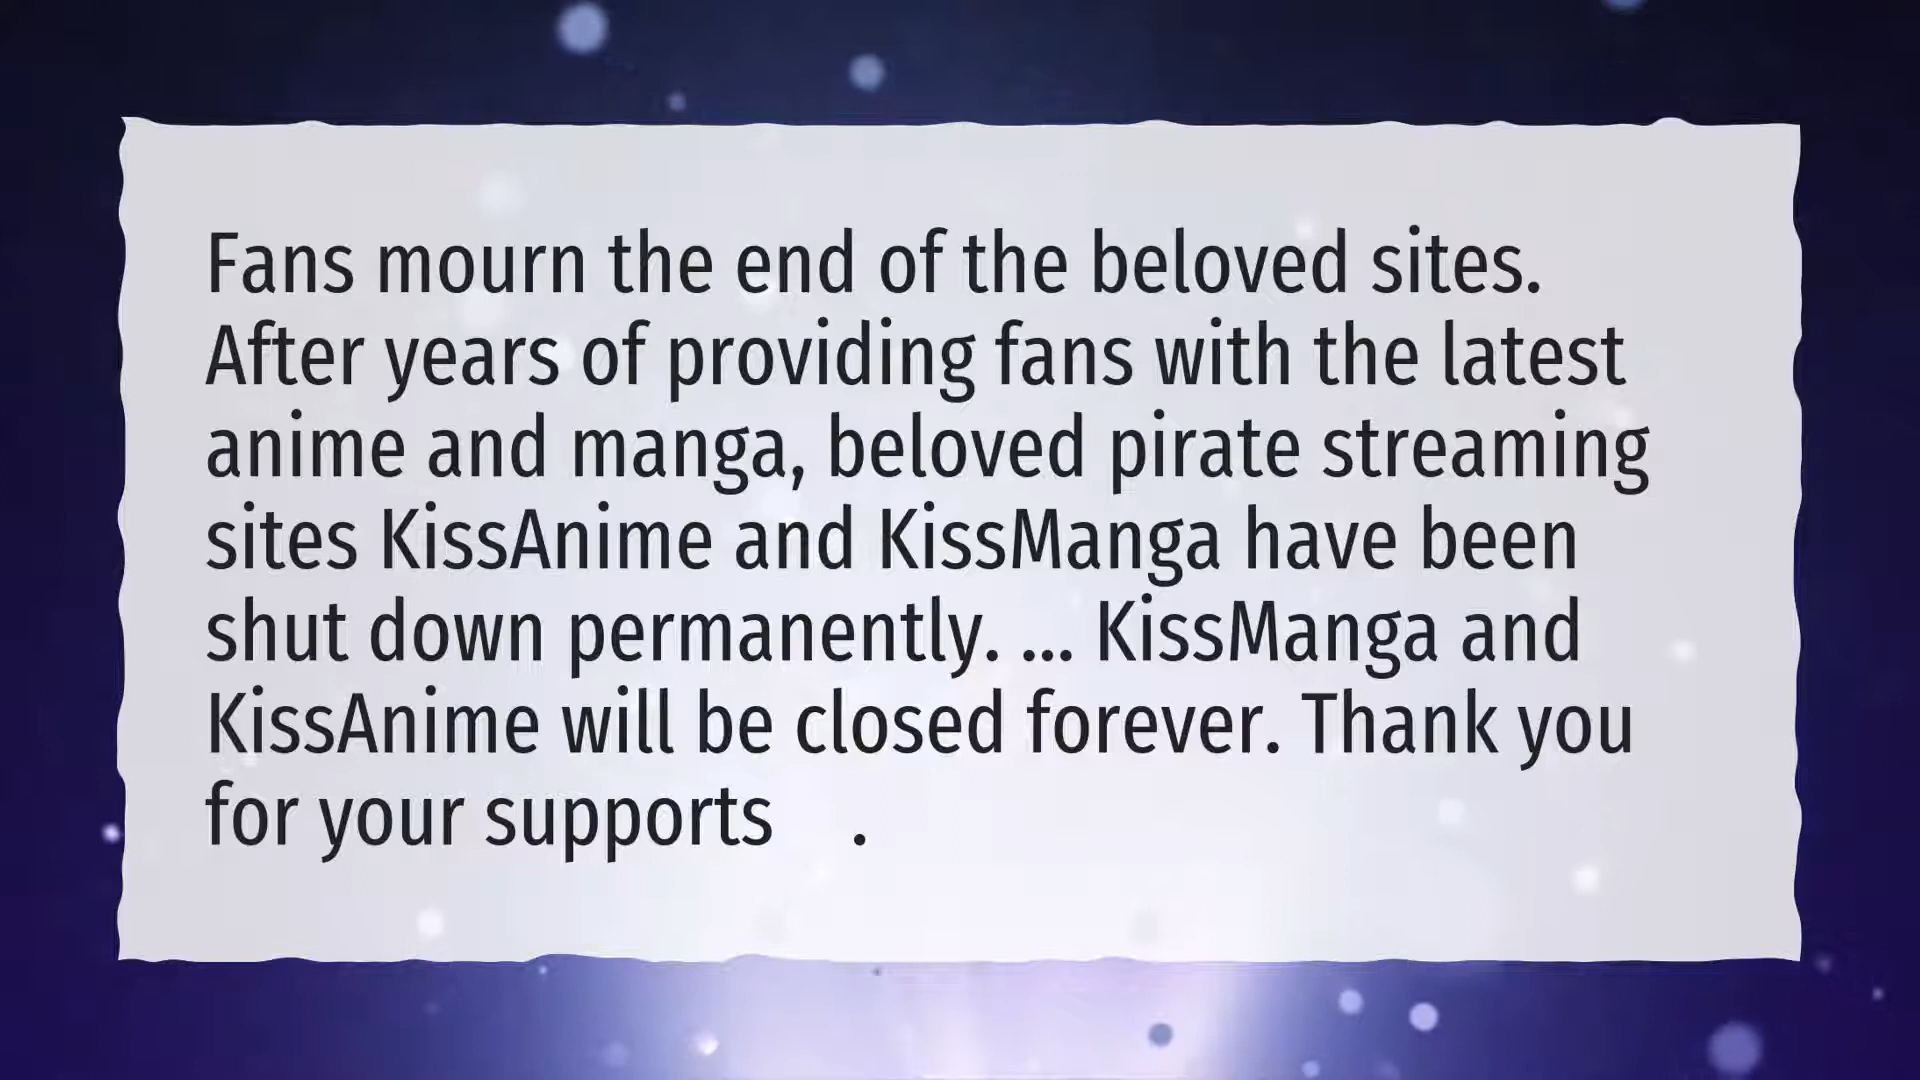 Fans mourn the end of the beloved sites.
After years of providing fans with the latest
anime and manga, beloved pirate streaming
sites KissAnime and KissManga have been
shut down permanently. ... KissManga and
KissAnime will be closed forever. Thank you
for your supports .